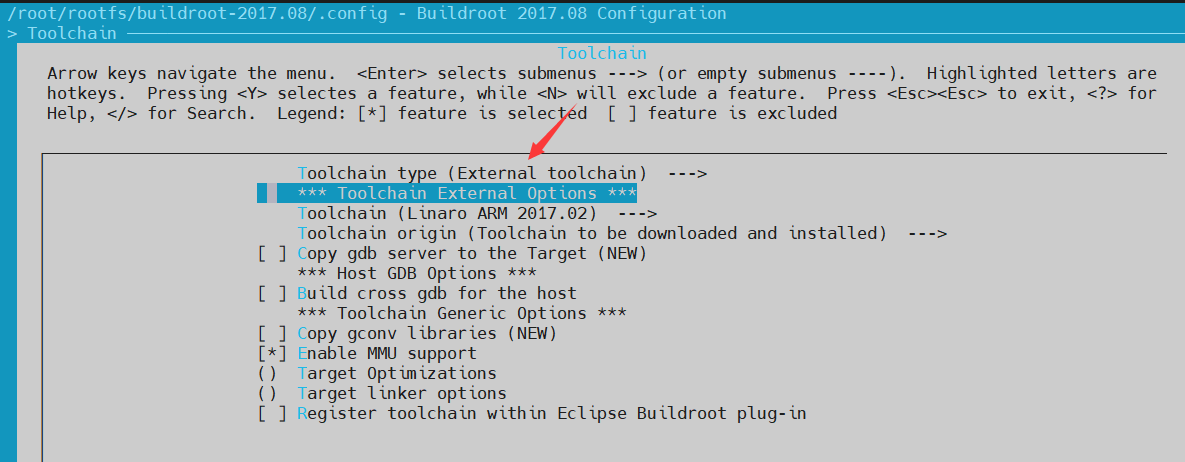 /root/rootfs/buildroot-2017.08/.config - Buildroot 2017.08 Configuration
> Toolchain
Toolchain
Arrow keys navigate the menu.  <Enter> selects submenus ---> (or empty submenus ----).  Highlighted letters are
hotkeys.  Pressing <Y> selectes a feature, while <N> will exclude a feature.  Press <Esc><Esc> to exit, <?> for
Help, </> for Search.  Legend: [*] feature is selected  [ ] feature is excluded
Toolchain type (External toolchain)  --->
*** Toolchain External Options ***
Toolchain (Linaro ARM 2017.02)  --->
Toolchain origin (Toolchain to be downloaded and installed)  --->
[ ] Copy gdb server to the Target (NEW)
*** Host GDB Options ***
[ ] Build cross gdb for the host
*** Toolchain Generic Options ***
[ ] Copy gconv libraries (NEW)
[*] Enable MMU support
()  Target Optimizations
()  Target linker options
[ ] Register toolchain within Eclipse Buildroot plug-in